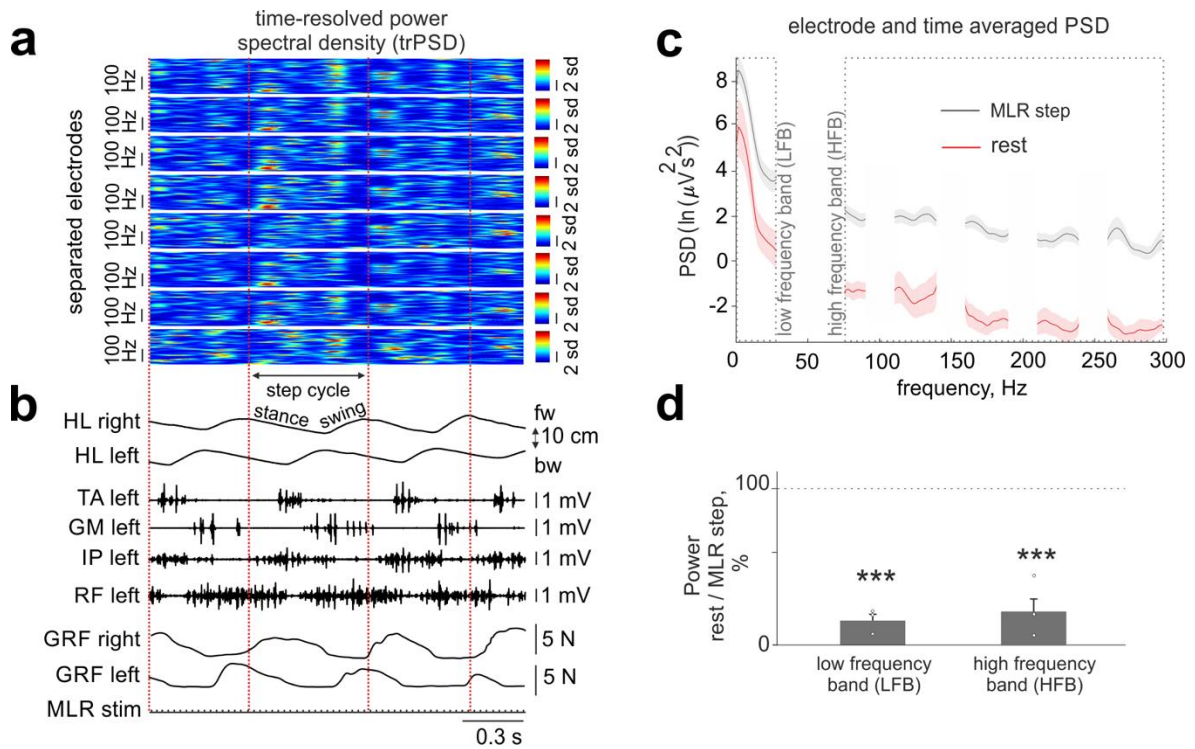 a
time-resolved power
spectral density (trPSD)
separated electrodes
100 Hz
2 sd
100 Hz
2 sd
100 Hz
2 sd
100 Hz
2 sd
100 Hz
2 sd
100 Hz
2 sd
100 Hz
2 sd
100 Hz
2 sd
b
step cycle
stance swing
HL right
fw
10 cm
HL left
bw
TA left
1 mV
GM left
1 mV
IP left
1 mV
RF left
1 mV
GRF right
5 N
GRF left
5 N
MLR stim
0.3 s
c
electrode and time averaged PSD
PSD (ln(μV²s²)
8
6
4
2
0
-2
low frequency band (LFB)
high frequency band (HFB)
MLR step
rest
0 50 100 150 200 250 300
frequency, Hz
d
Power
rest / MLR step,
%
100
0
*** ***
low frequency
band (LFB)
high frequency
band (HFB)